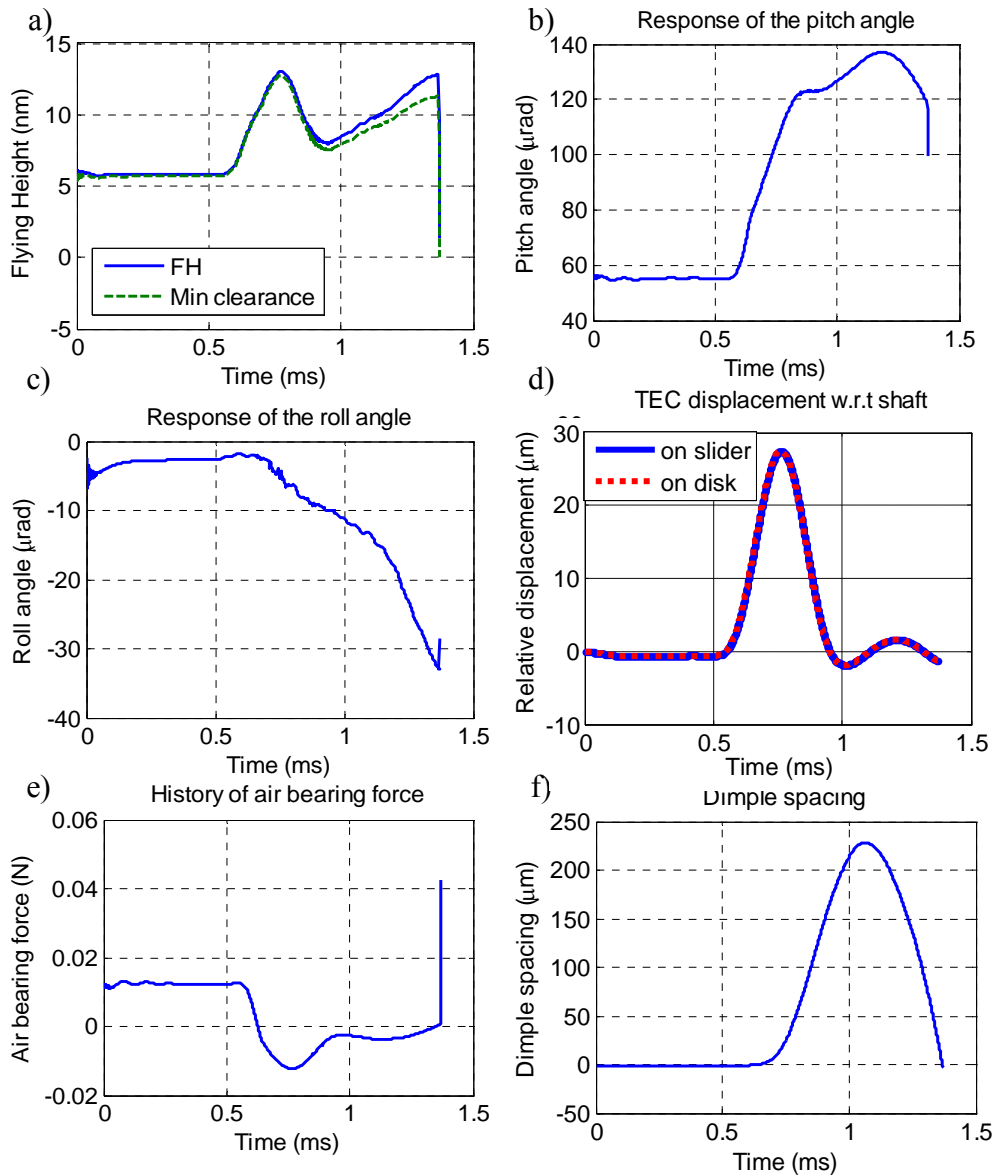 a)
15
10
5
0
-5
0
0.5
1
1.5
Flying Height (nm)
Time (ms)
FH
Min clearance
b)
Response of the pitch angle
140
120
100
80
60
40
0
0.5
1
1.5
Pitch angle (μrad)
Time (ms)
c)
Response of the roll angle
0
-10
-20
-30
-40
0
0.5
1
1.5
Roll angle (μrad)
Time (ms)
d)
TEC displacement w.r.t shaft
30
20
10
0
-10
0
0.5
1
1.5
Relative displacement (μm)
Time (ms)
on slider
on disk
e)
History of air bearing force
0.06
0.04
0.02
0
-0.02
0
0.5
1
1.5
Air bearing force (N)
Time (ms)
f)
Dimple spacing
250
200
150
100
50
0
-50
0
0.5
1
1.5
Dimple spacing (μm)
Time (ms)